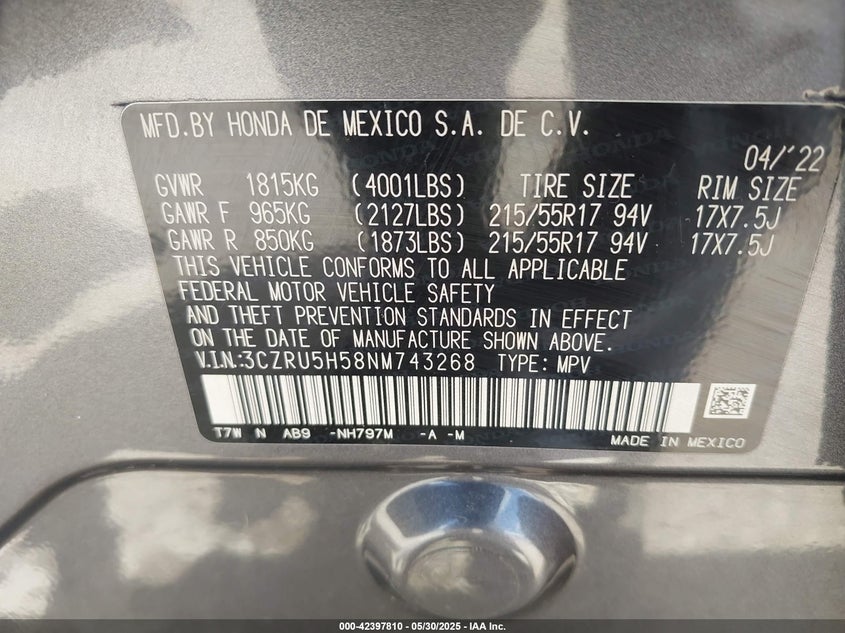 MFD.BY HONDA DE MEXICO S.A. DE C.V.
04/'22
GVWR 1815KG (4001LBS) TIRE SIZE RIM SIZE
GAWR F 965KG (2127LBS) 215/55R17 94V 17X7.5J
GAWR R 850KG (1873LBS) 215/55R17 94V 17X7.5J
THIS VEHICLE CONFORMS TO ALL APPLICABLE
FEDERAL MOTOR VEHICLE SAFETY
AND THEFT PREVENTION STANDARDS IN EFFECT
ON THE DATE OF MANUFACTURE SHOWN ABOVE.
V.I.N.:3CZRU5H58NM743268 TYPE: MPV
T7W N AB9 -NH797M -A -M
MADE IN MEXICO
000-42397810 - 05/30/2025 - IAA Inc.